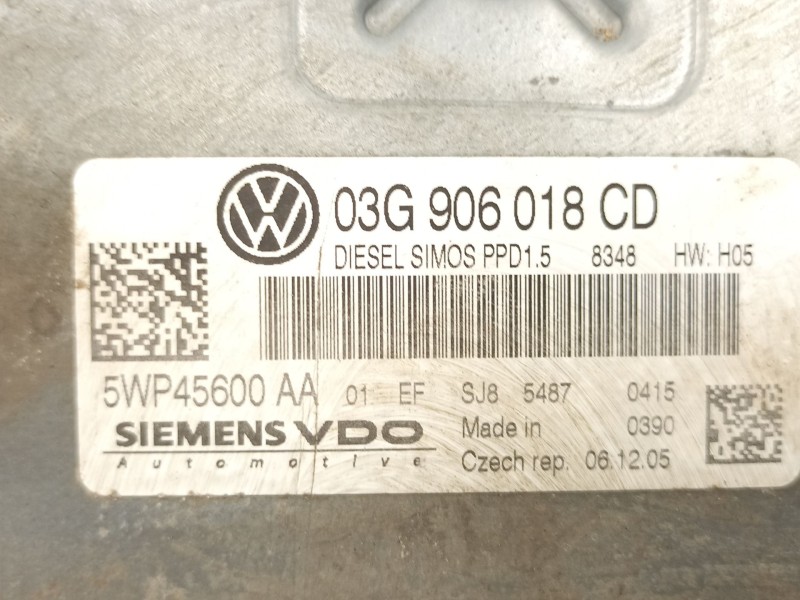 03G 906 018 CD
DIESEL SIMOS PPD1.5 8348 HW: H05
5WP45600 AA 01 EF SJ8 5487 0415
SIEMENS VDO Made in 0390
Automotive Czech rep. 06.12.05